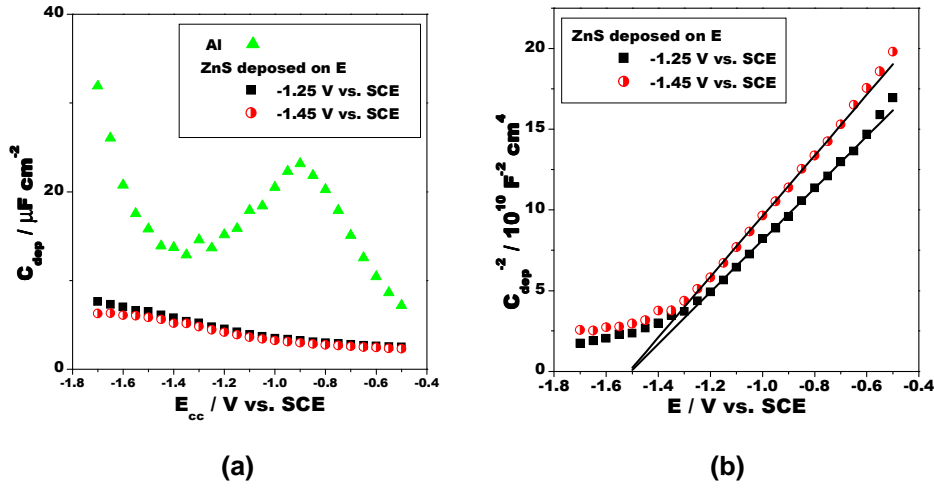 40
30
20
10
0
C_dep / μF cm^-2
Al
ZnS deposed on E
-1.25 V vs. SCE
-1.45 V vs. SCE
-1.8 -1.6 -1.4 -1.2 -1.0 -0.8 -0.6 -0.4
E_cc / V vs. SCE
(a)
20
15
10
5
0
C_dep^-2 / 10^10 F^-2 cm^4
ZnS deposed on E
-1.25 V vs. SCE
-1.45 V vs. SCE
-1.8 -1.6 -1.4 -1.2 -1.0 -0.8 -0.6 -0.4
E / V vs. SCE
(b)